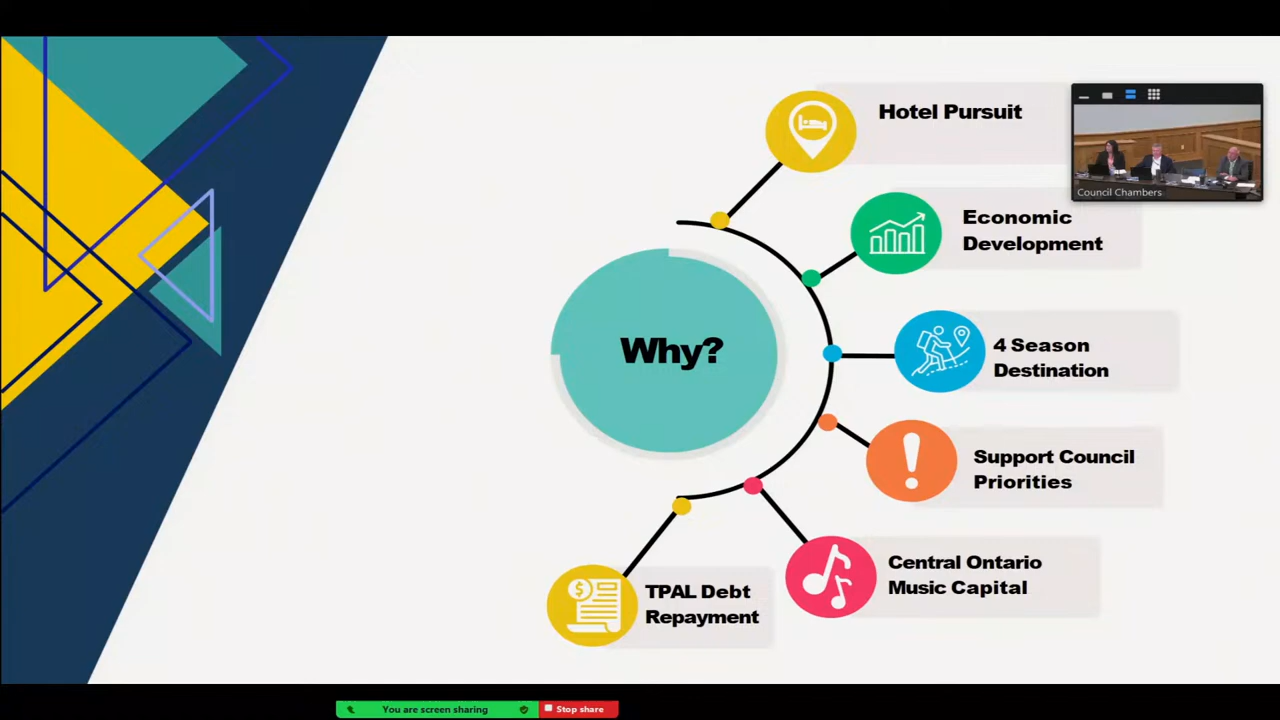 Hotel Pursuit
Council Chambers
Economic
Development
Why?
4 Season
Destination
Support Council
Priorities
Central Ontario
Music Capital
$
TPAL Debt
Repayment
You are screen sharing
Stop share